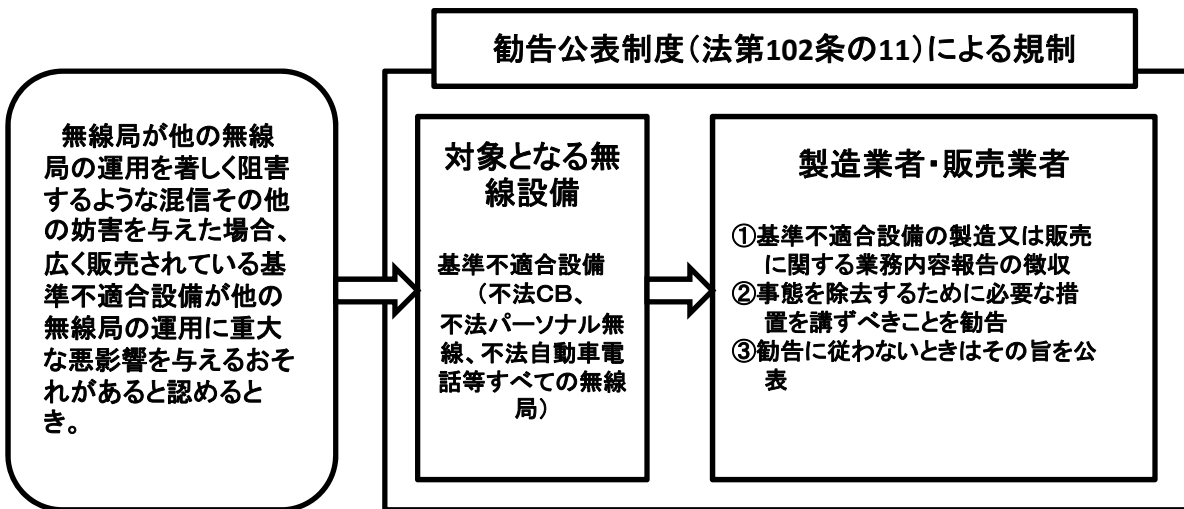 勧告公表制度（法第102条の11）による規制
無線局が他の無線
局の運用を著しく阻害
するような混信その他
の妨害を与えた場合、
広く販売されている基
準不適合設備が他の
無線局の運用に重大
な悪影響を与えるおそ
れがあると認めると
き。
対象となる無
線設備
基準不適合設備
（不法ＣＢ、
不法パーソナル無
線、不法自動車電
話等すべての無線
局）
製造業者・販売業者
①基準不適合設備の製造又は販売
に関する業務内容報告の徴収
②事態を除去するために必要な措
置を講ずべきことを勧告
③勧告に従わないときはその旨を公
表